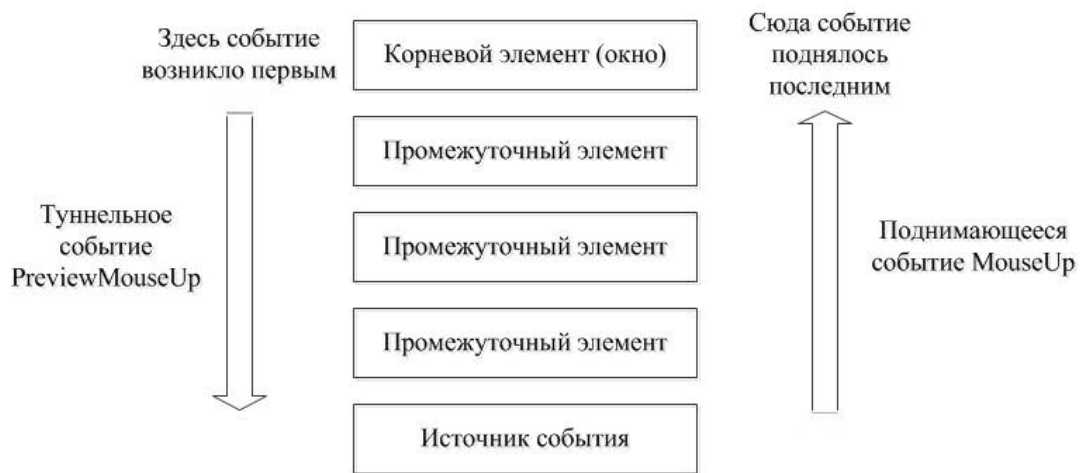 Здесь событие
возникло первым
Корневой элемент (окно)
Сюда событие
поднялось
последним
Промежуточный элемент
Туннельное
событие
PreviewMouseUp
Промежуточный элемент
Поднимающееся
событие MouseUp
Промежуточный элемент
Источник события